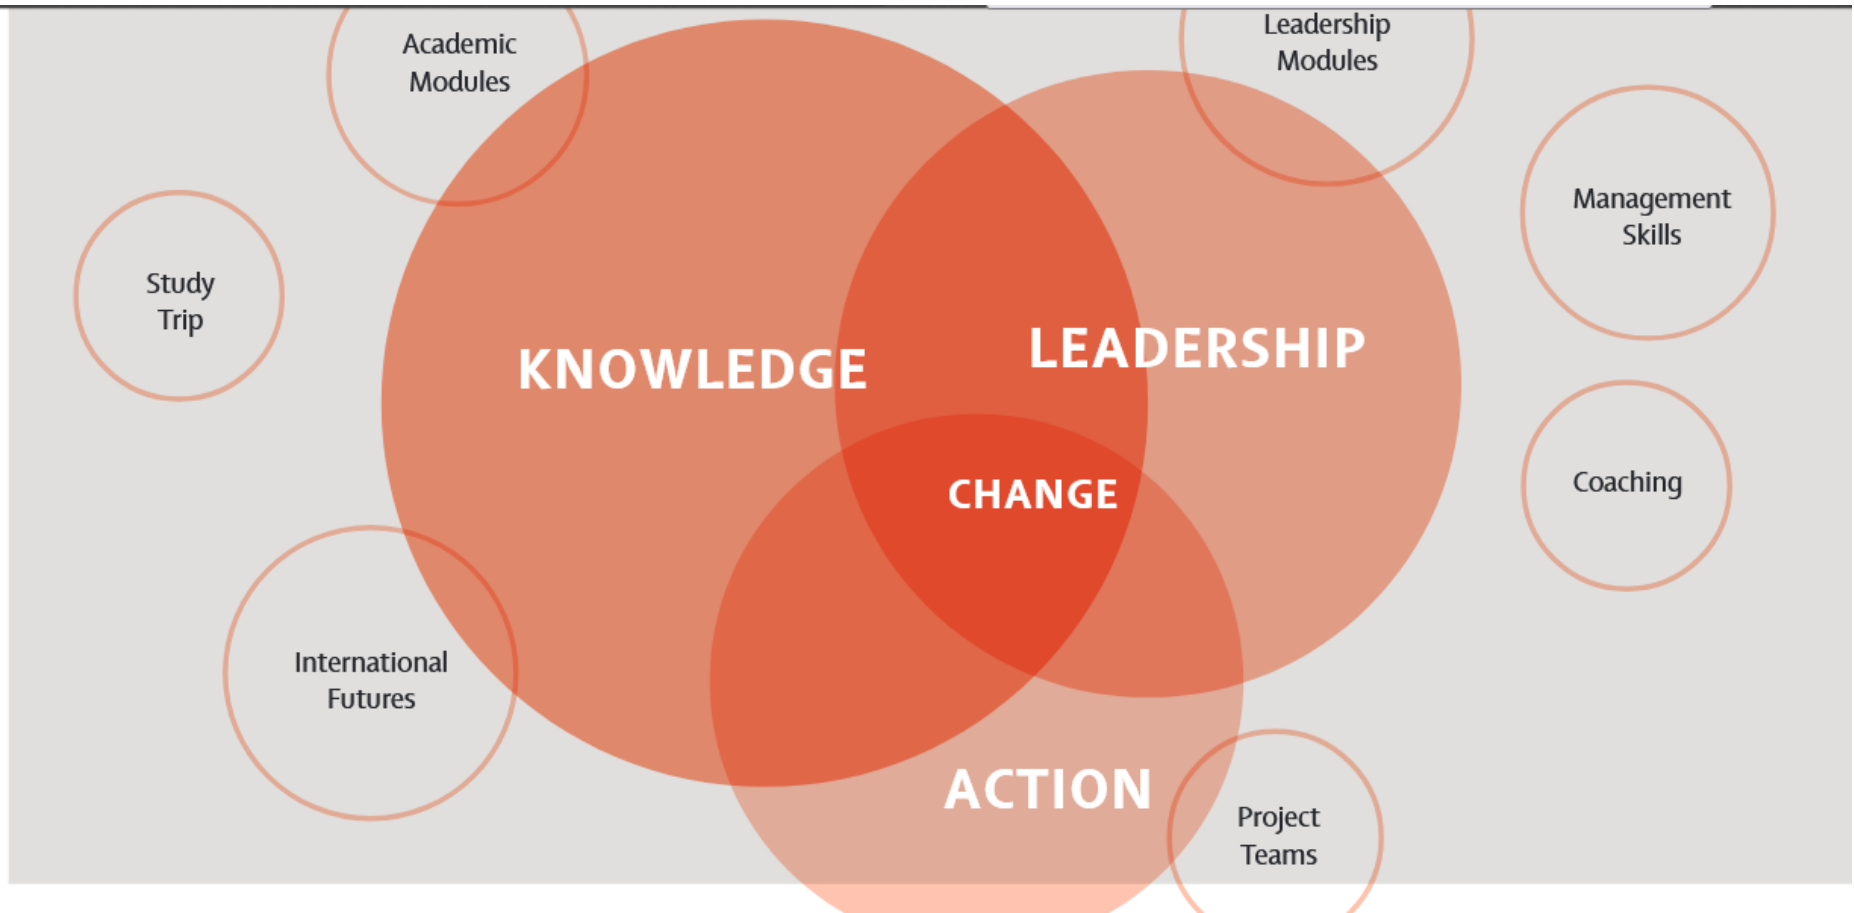 Academic
Modules
Leadership
Modules
Management
Skills
Study
Trip
KNOWLEDGE
LEADERSHIP
CHANGE
Coaching
International
Futures
ACTION
Project
Teams